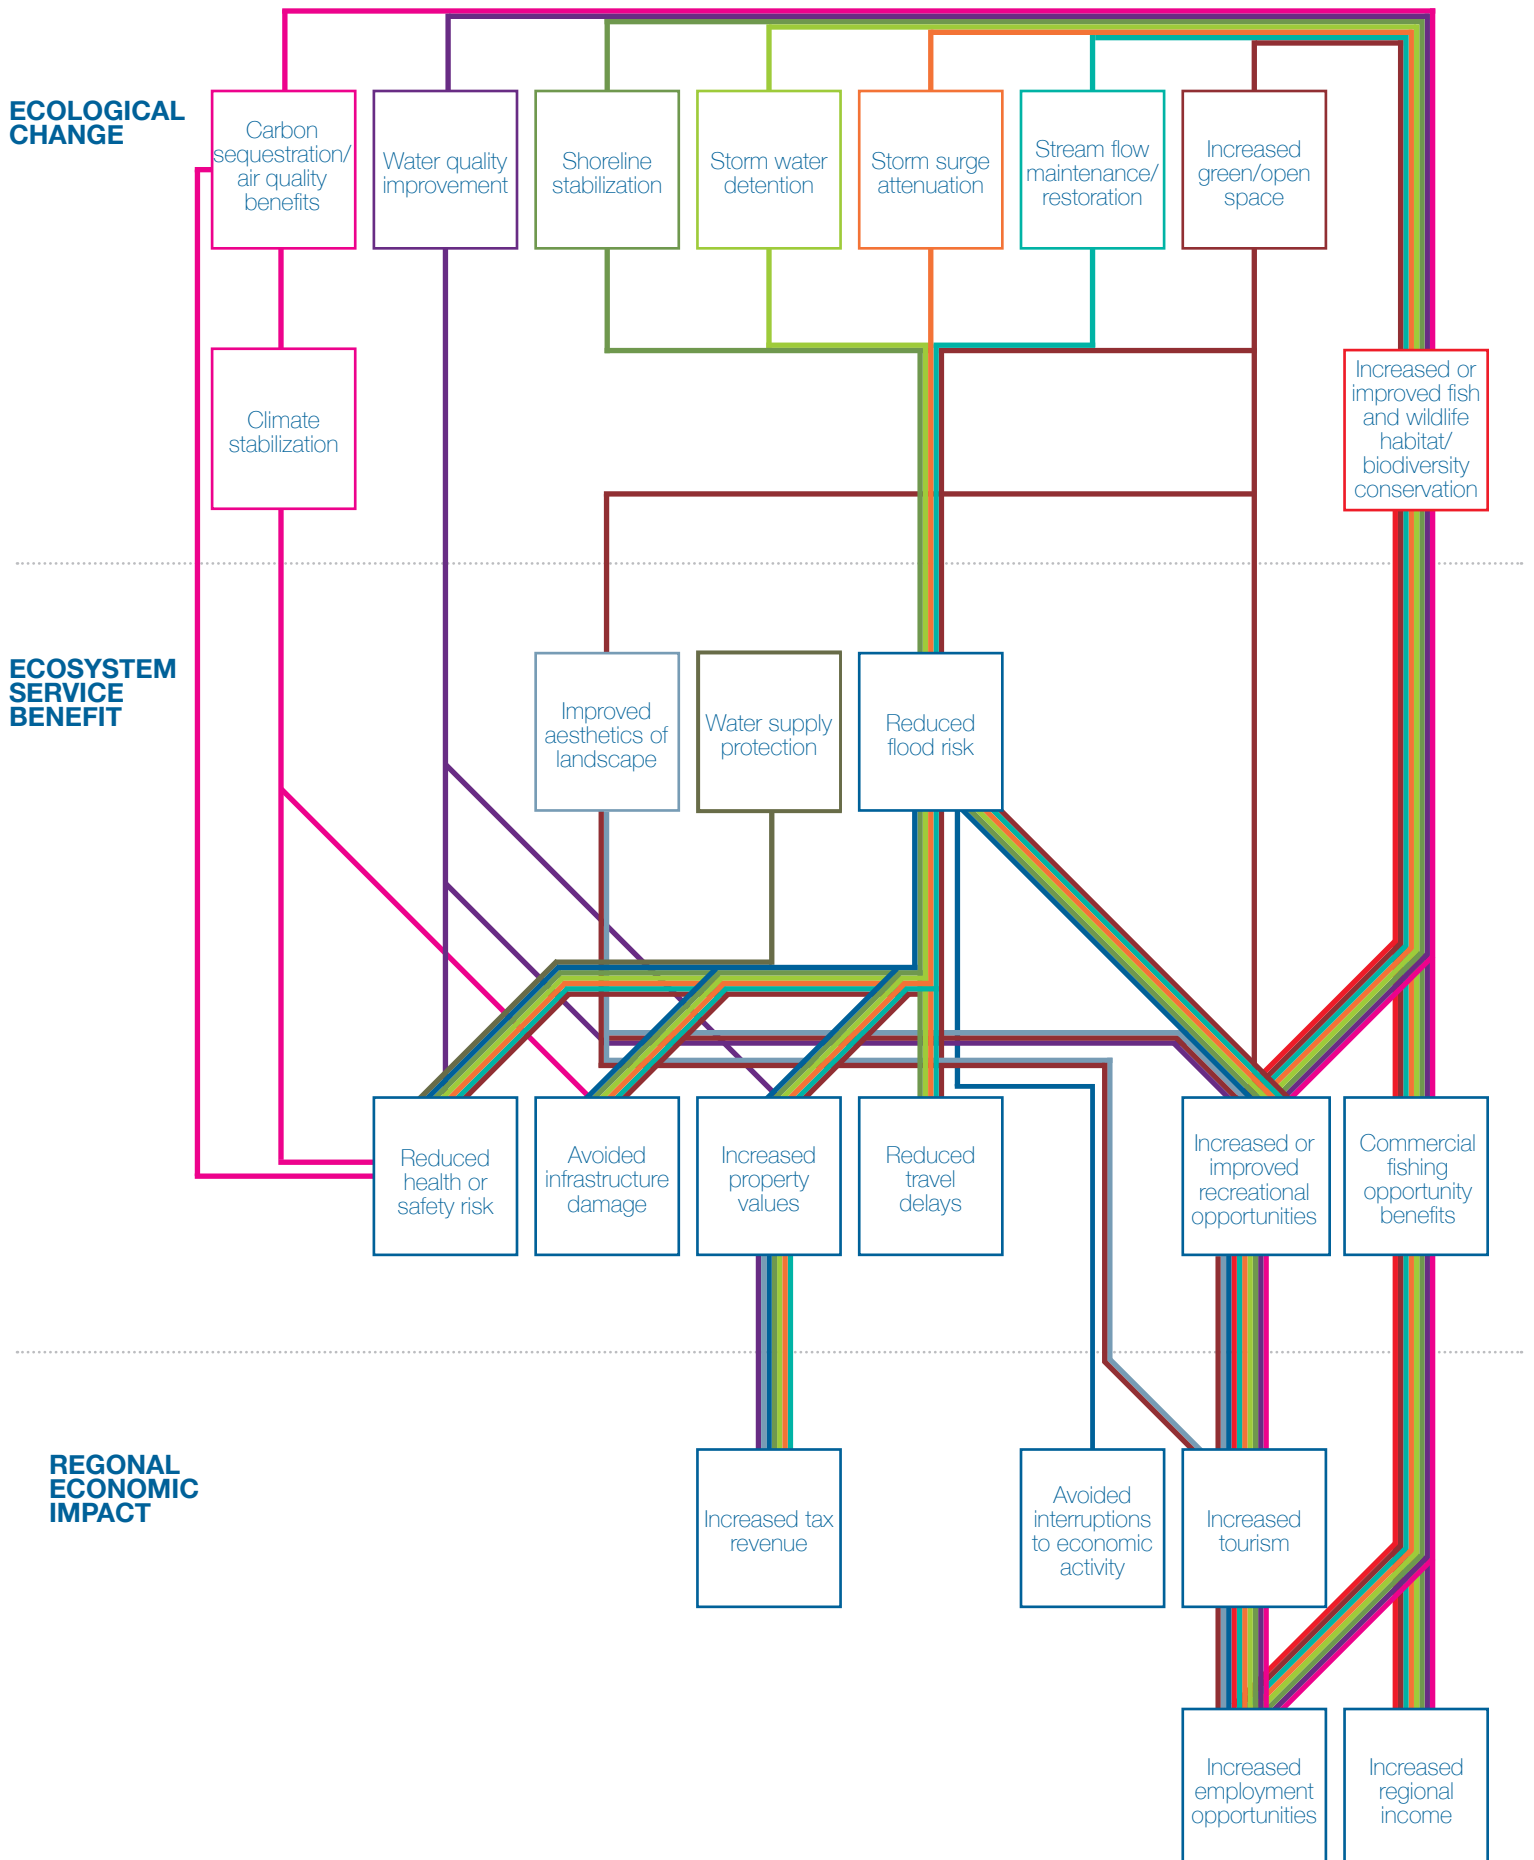 ECOLOGICAL
CHANGE
Carbon
sequestration/
air quality
benefits
Water quality
improvement
Shoreline
stabilization
Storm water
detention
Storm surge
attenuation
Stream flow
maintenance/
restoration
Increased
green/open
space
Climate
stabilization
Increased or
improved fish
and wildlife
habitat/
biodiversity
conservation
ECOSYSTEM
SERVICE
BENEFIT
Improved
aesthetics of
landscape
Water supply
protection
Reduced
flood risk
Reduced
health or
safety risk
Avoided
infrastructure
damage
Increased
property
values
Reduced
travel
delays
Increased or
improved
recreational
opportunities
Commercial
fishing
opportunity
benefits
REGONAL
ECONOMIC
IMPACT
Increased tax
revenue
Avoided
interruptions
to economic
activity
Increased
tourism
Increased
employment
opportunities
Increased
regional
income